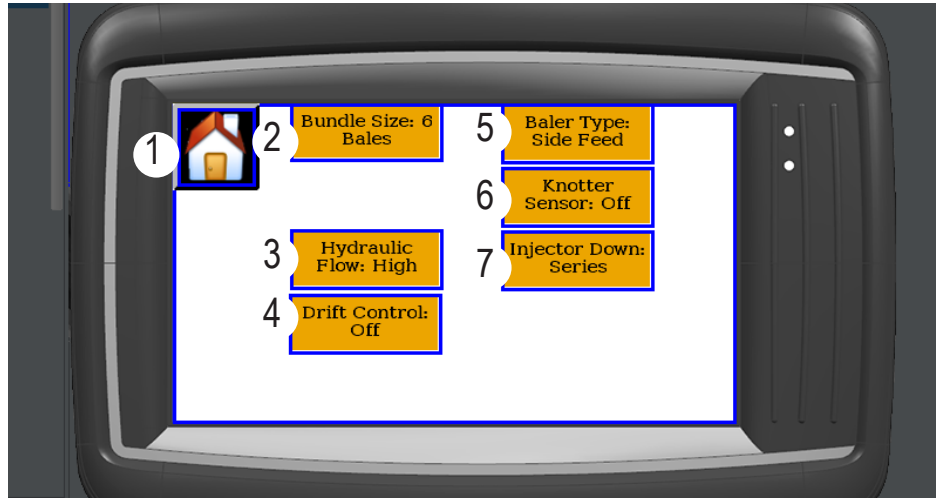 1
2
Bundle Size: 6
Bales
3
Hydraulic
Flow: High
4
Drift Control:
Off
5
Baler Type:
Side Feed
6
Knotter
Sensor: Off
7
Injector Down:
Series